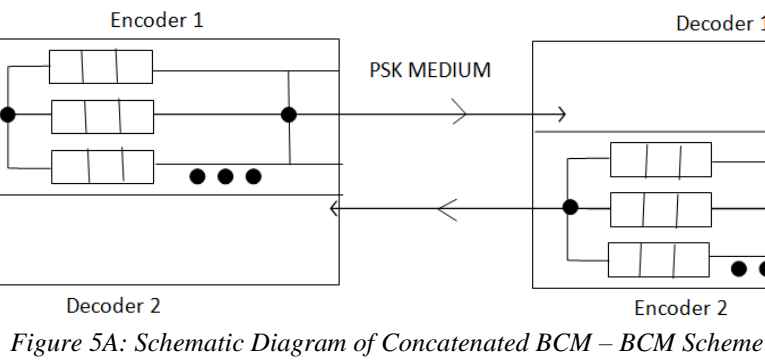 Encoder 1
Decoder 1
PSK MEDIUM
Decoder 2
Encoder 2
Figure 5A: Schematic Diagram of Concatenated BCM – BCM Scheme